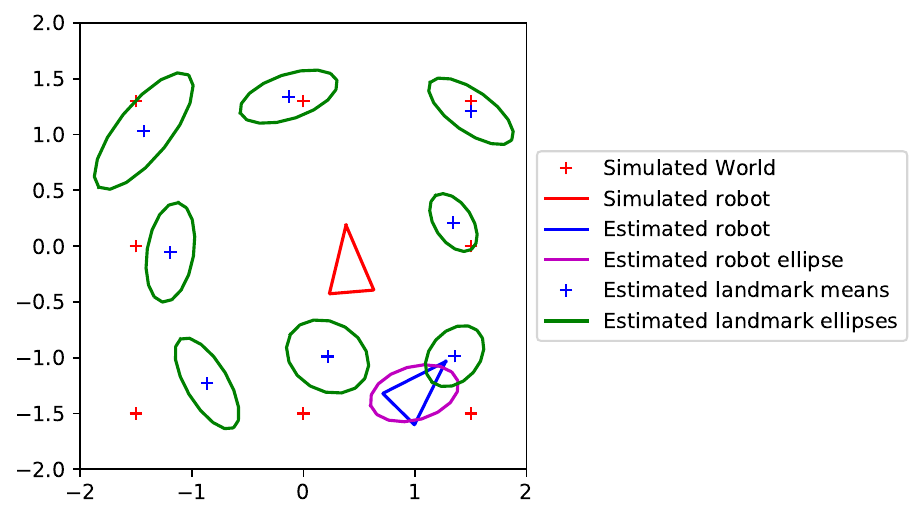 2.0
1.5
1.0
0.5
0.0
−0.5
−1.0
−1.5
−2.0
−2
−1
0
1
2
Simulated World
Simulated robot
Estimated robot
Estimated robot ellipse
Estimated landmark means
Estimated landmark ellipses